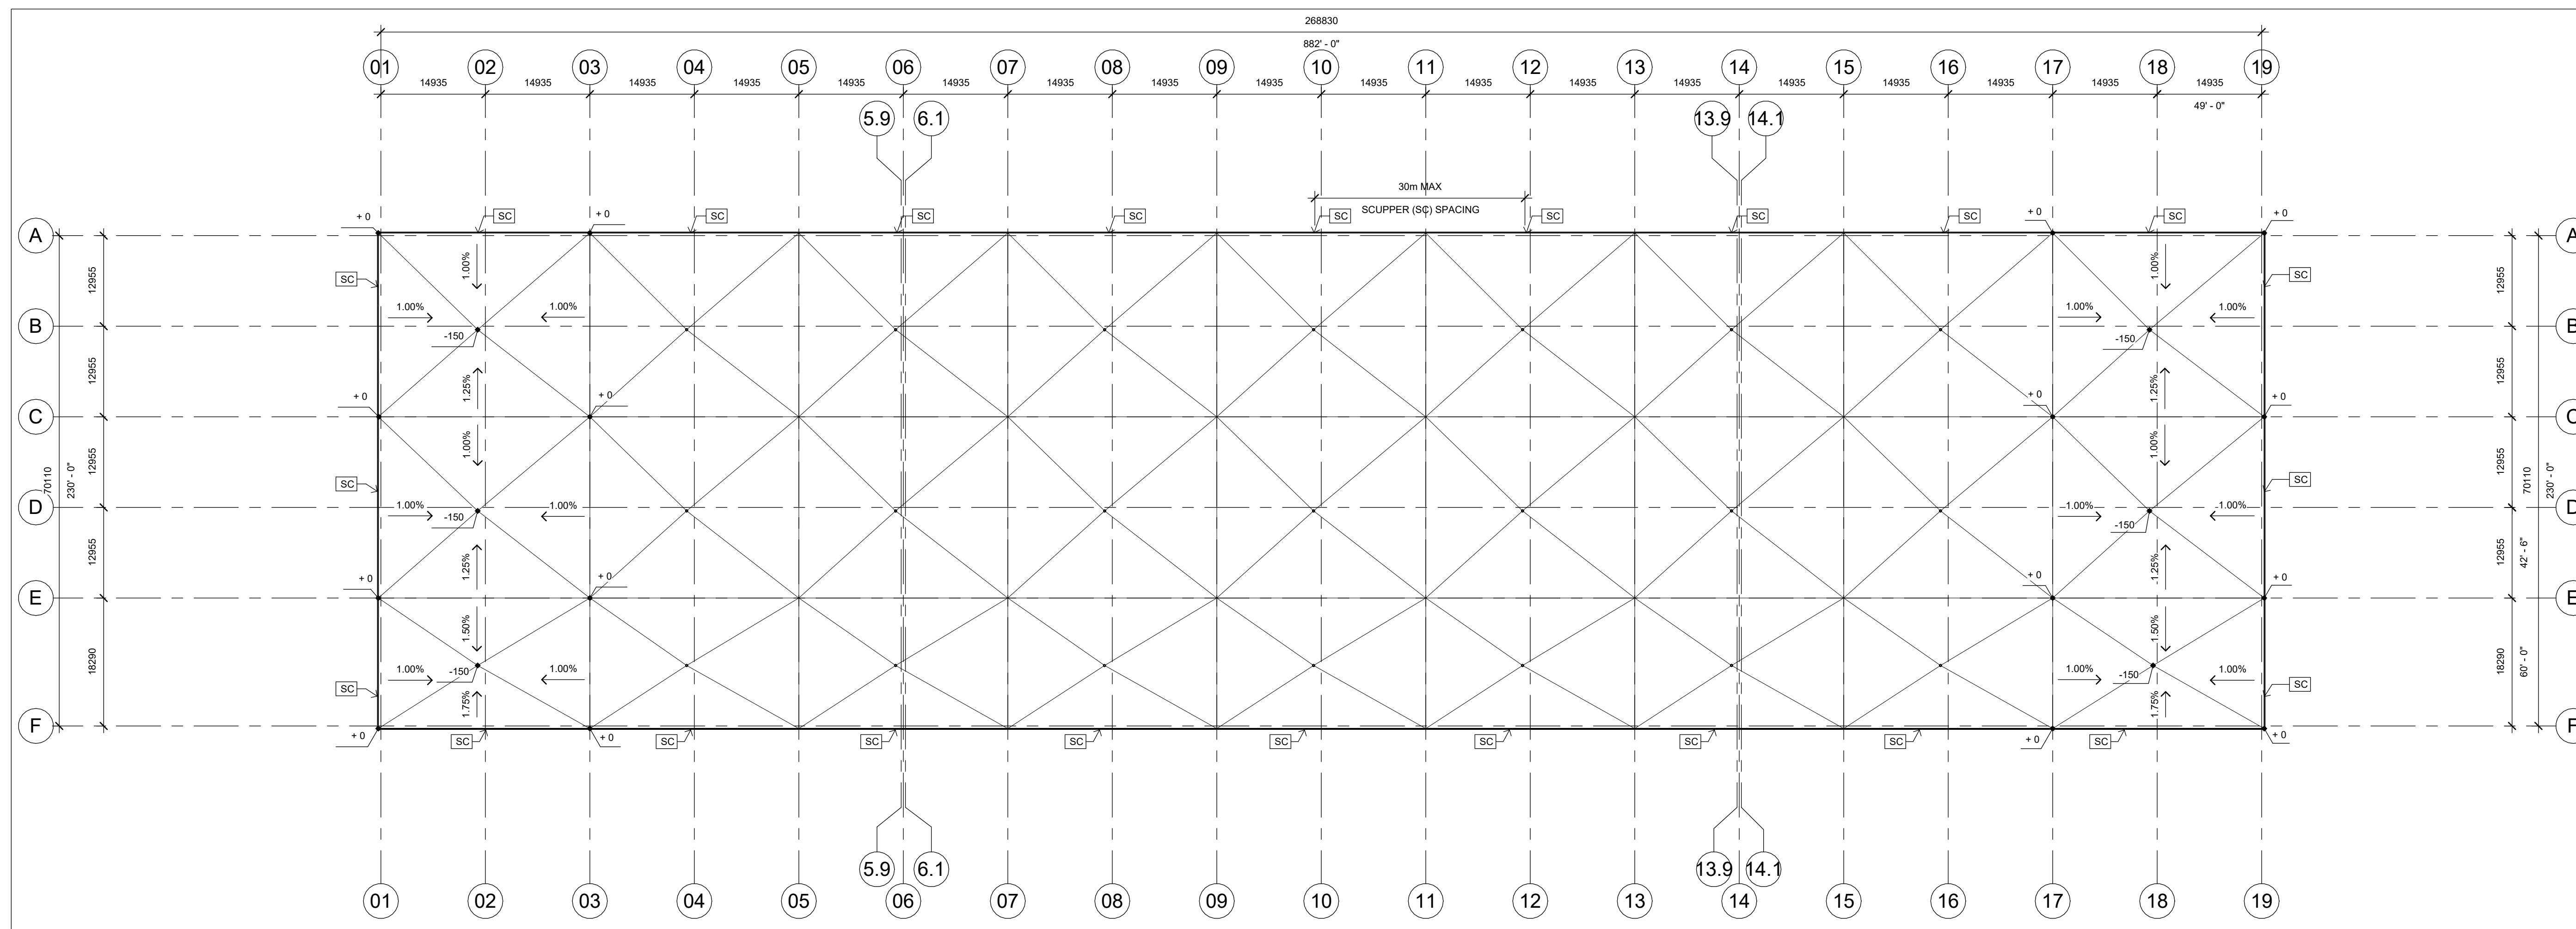 268830
882' - 0"
01 02 03 04 05 06 07 08 09 10 11 12 13 14 15 16 17 18 19
14935 14935 14935 14935 14935 14935 14935 14935 14935 14935 14935 14935 14935 14935 14935 14935 14935 14935
49' - 0"
5.9 6.1 13.9 14.1
30m MAX
SCUPPER (SC) SPACING
+ 0 SC + 0 SC SC SC SC SC SC SC + 0 SC + 0
A A
12955 1.00% 1.00% 12955
SC SC
1.00% 1.00% 1.00% 1.00%
B B
-150 -150
12955 1.25% 1.25% 12955
+ 0 + 0 + 0 + 0
C C
1.00% 1.00%
12955 12955
70110 230' - 0" 70110 230' - 0"
SC SC
1.00% 1.00% 1.00% 1.00%
D D
-150 -150
12955 1.25% 1.25% 12955 42' - 6"
+ 0 + 0 + 0 + 0
E E
1.50% 1.50%
18290 18290 60' - 0"
1.00% -150 1.00% 1.00% -150 1.00%
SC SC
1.75% 1.75%
F F
+ 0 SC + 0 SC SC SC SC SC SC SC + 0 SC + 0
5.9 6.1 13.9 14.1
01 02 03 04 05 06 07 08 09 10 11 12 13 14 15 16 17 18 19